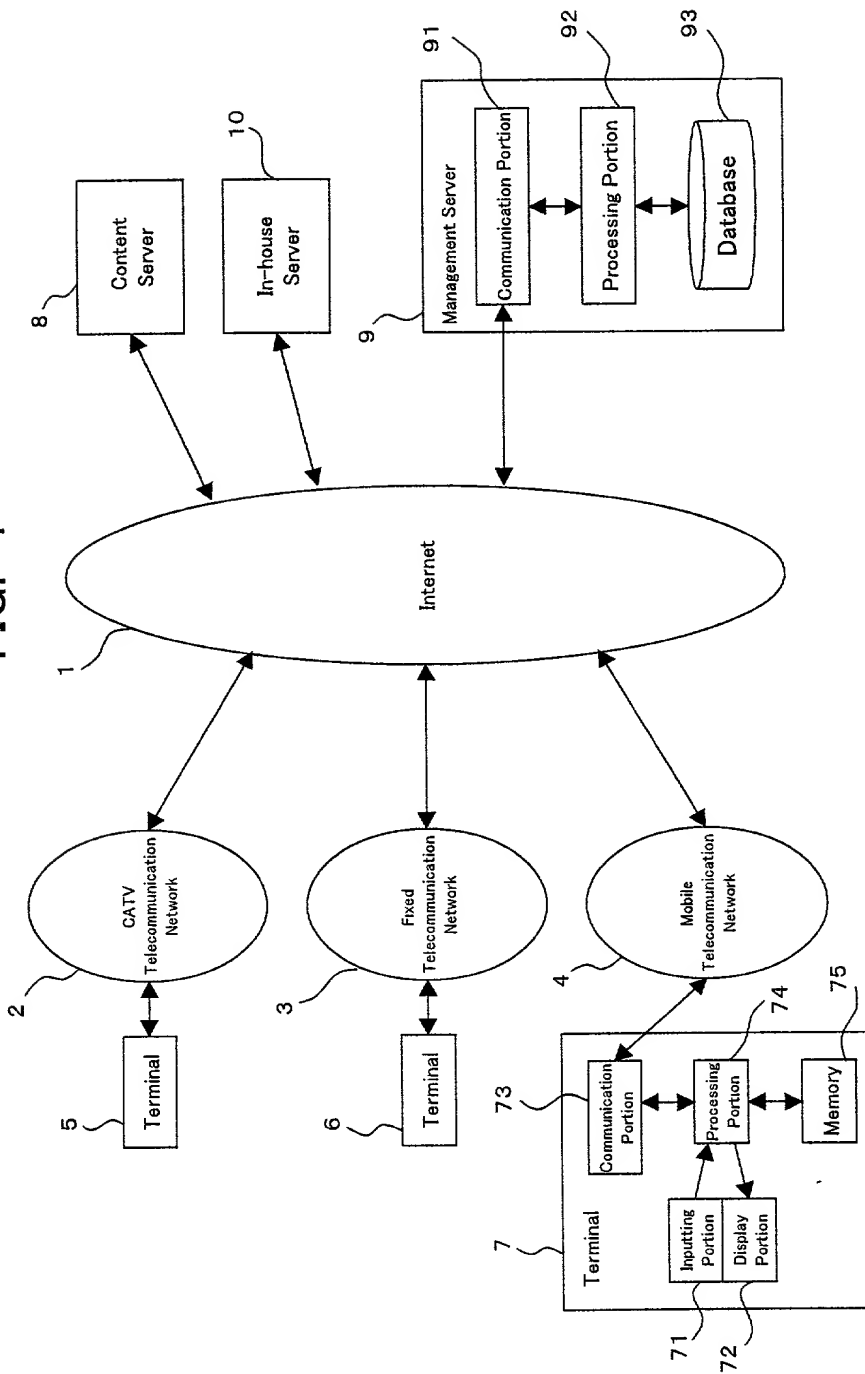 1
Internet
2
CATV
Telecommunication
Network
3
Fixed
Telecommunication
Network
4
Mobile
Telecommunication
Network
5
Terminal
6
Terminal
7
Terminal
Inputting
Portion
71
Display
Portion
72
73
Communication
Portion
74
Processing
Portion
75
Memory
8
Content
Server
10
In-house
Server
9
Management Server
91
Communication Portion
92
Processing Portion
93
Database